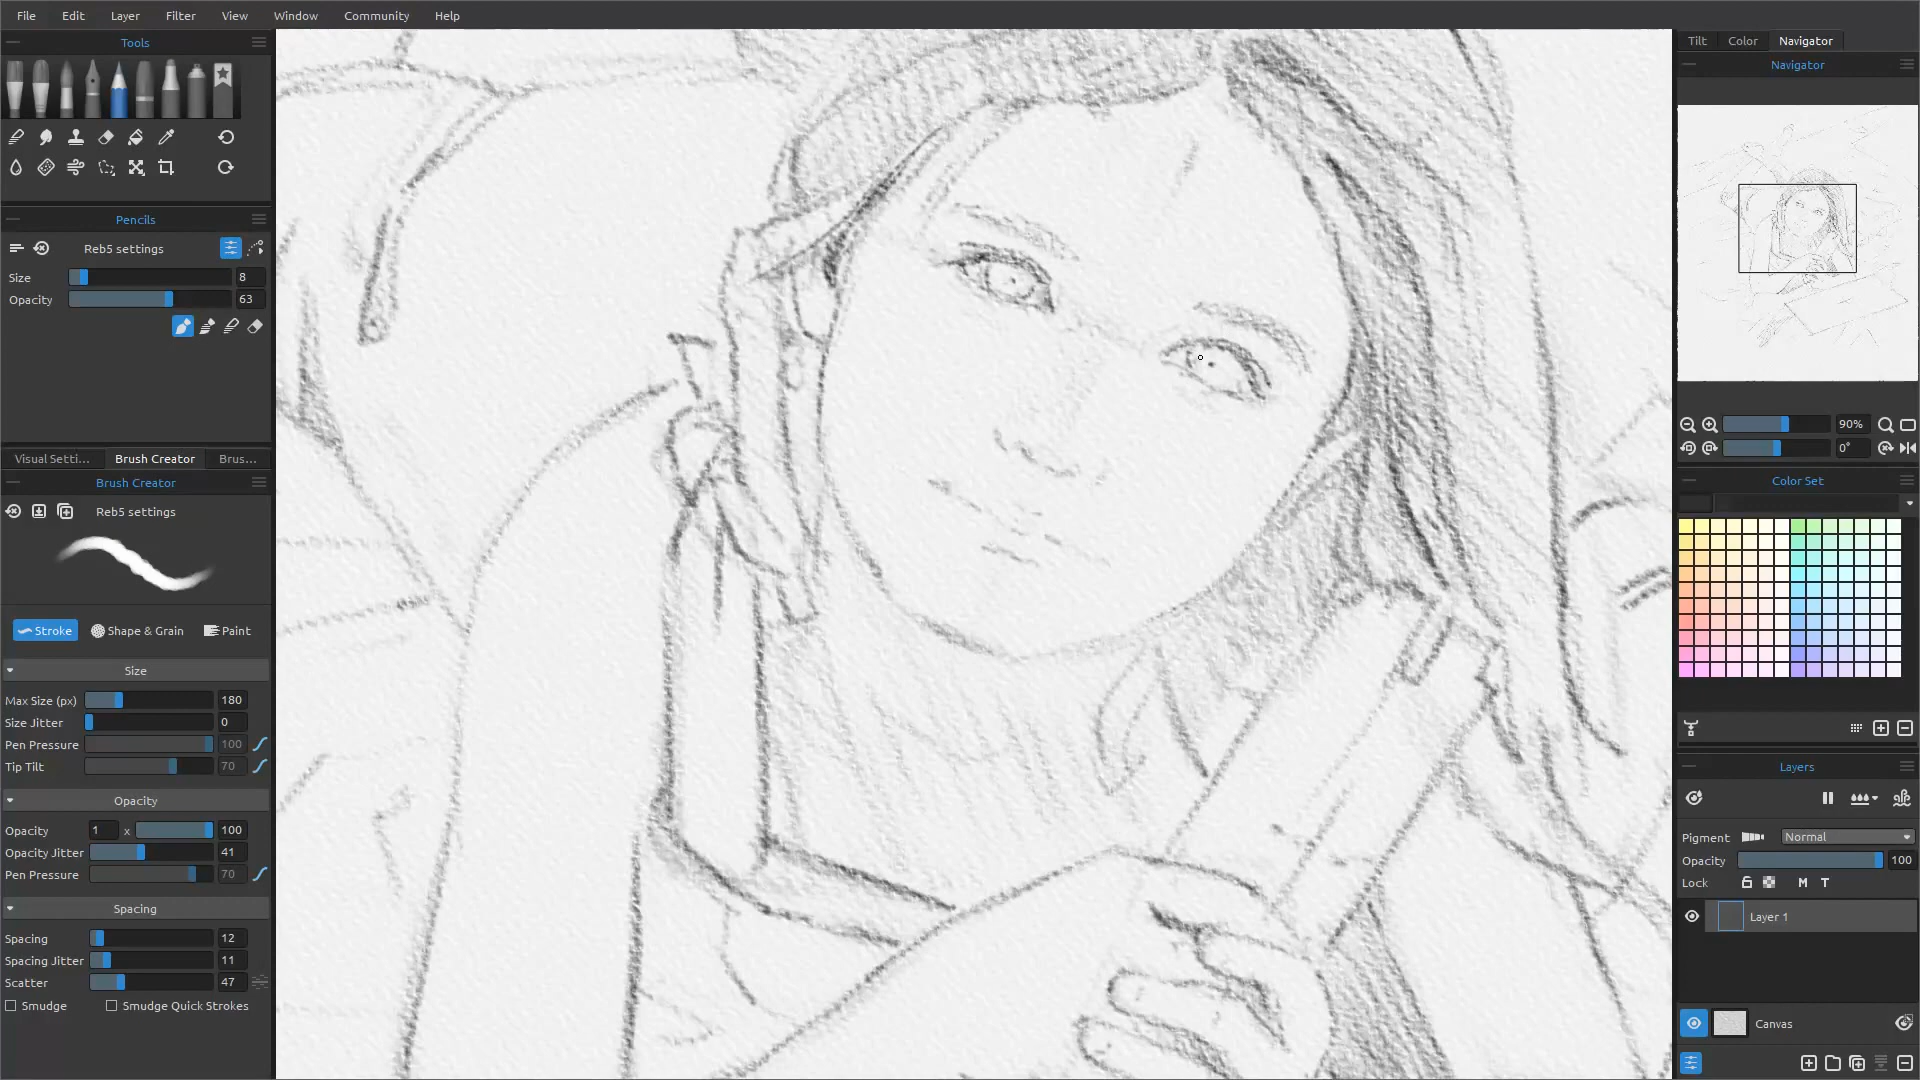 File Edit Layer Filter View Window Community Help
Tools
Pencils
Reb5 settings
Size 8
Opacity 63
Visual Setti... Brush Creator Brus...
Brush Creator
Reb5 settings
Stroke Shape & Grain Paint
Size
Max Size (px) 180
Size Jitter 0
Pen Pressure 100
Tip Tilt 70
Opacity
Opacity 1 x 100
Opacity Jitter 41
Pen Pressure 70
Spacing
Spacing 12
Spacing Jitter 11
Scatter 47
Smudge Smudge Quick Strokes
Tilt Color Navigator
Navigator
90%
0°
Color Set
Layers
Pigment Normal
Opacity 100
Lock M T
Layer 1
Canvas